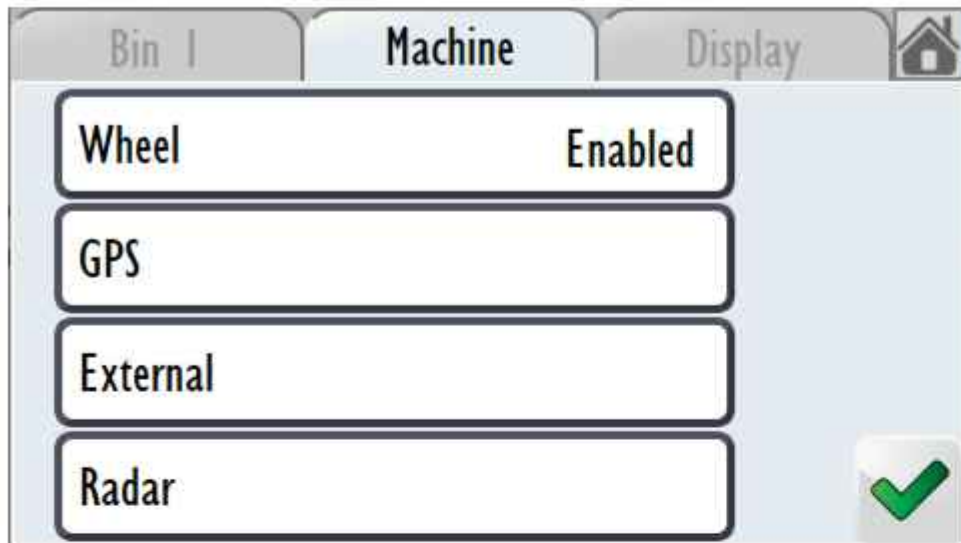 Bin 1 Machine Display
Wheel Enabled
GPS
External
Radar